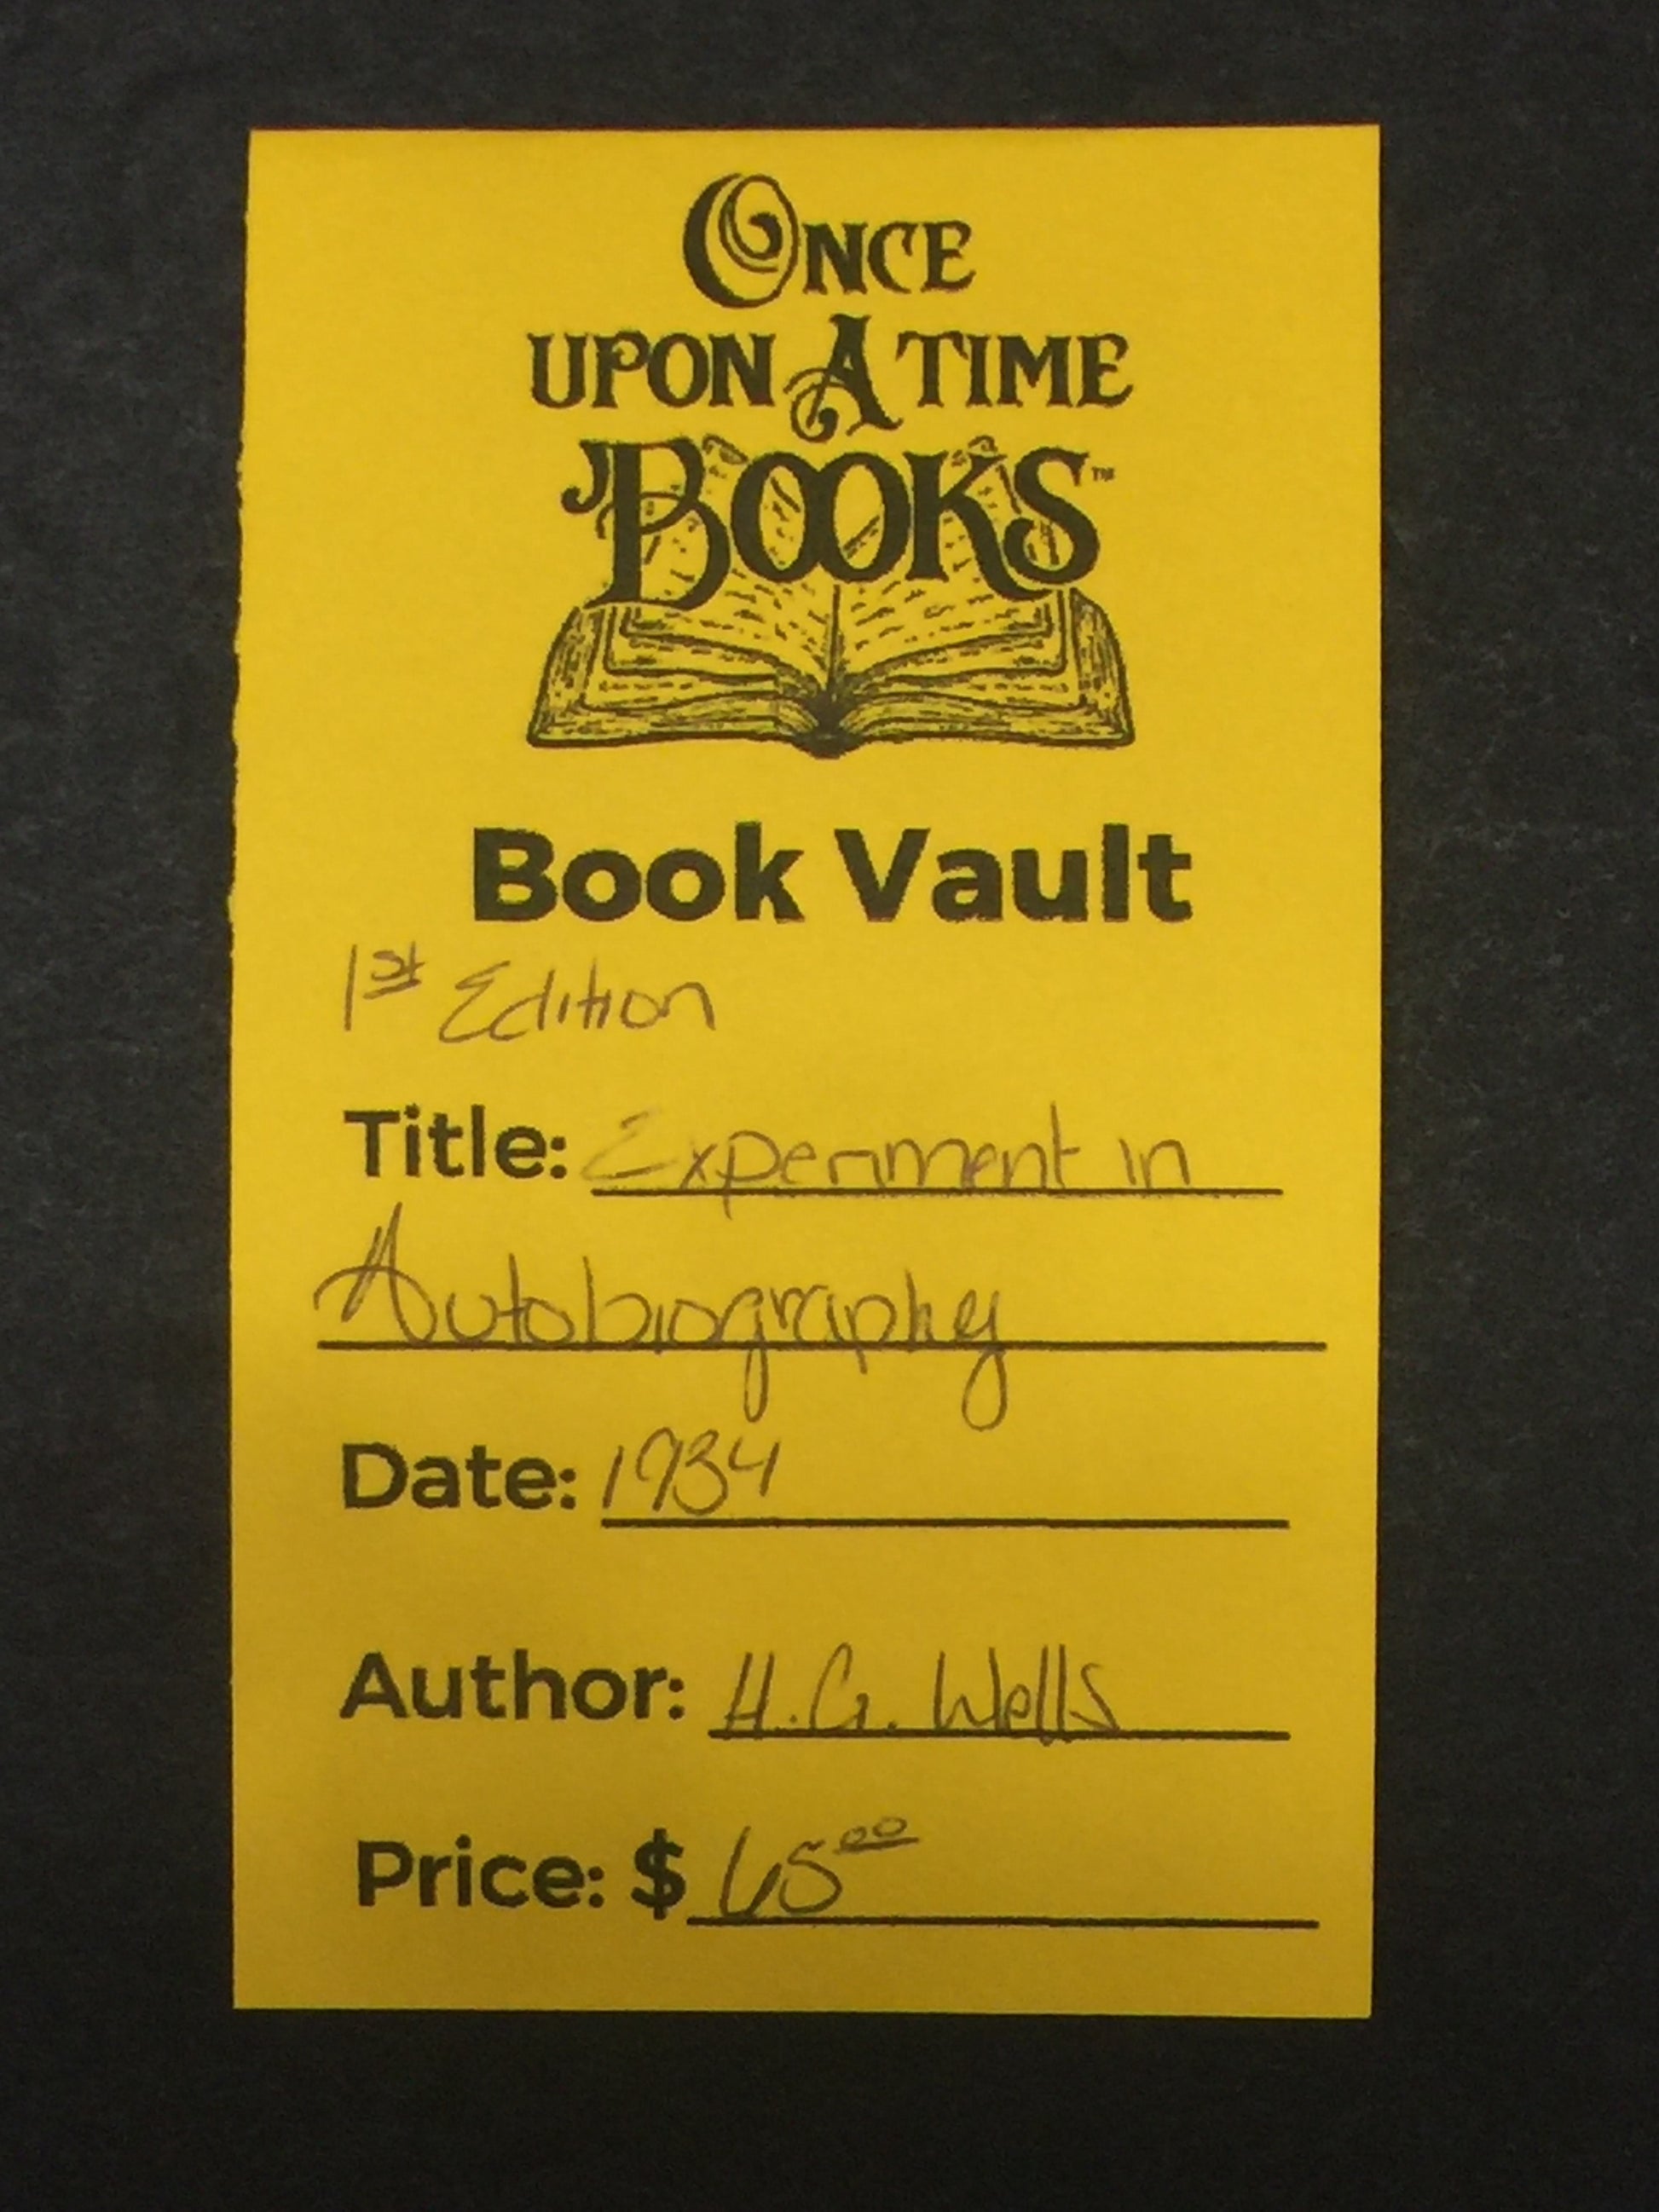 ONCE
UPON A TIME
BOOKS™
Book Vault
1st Edition
Title: Experiment in
Autobiography
Date: 1934
Author: H.G. Wells
Price: $ 65.00